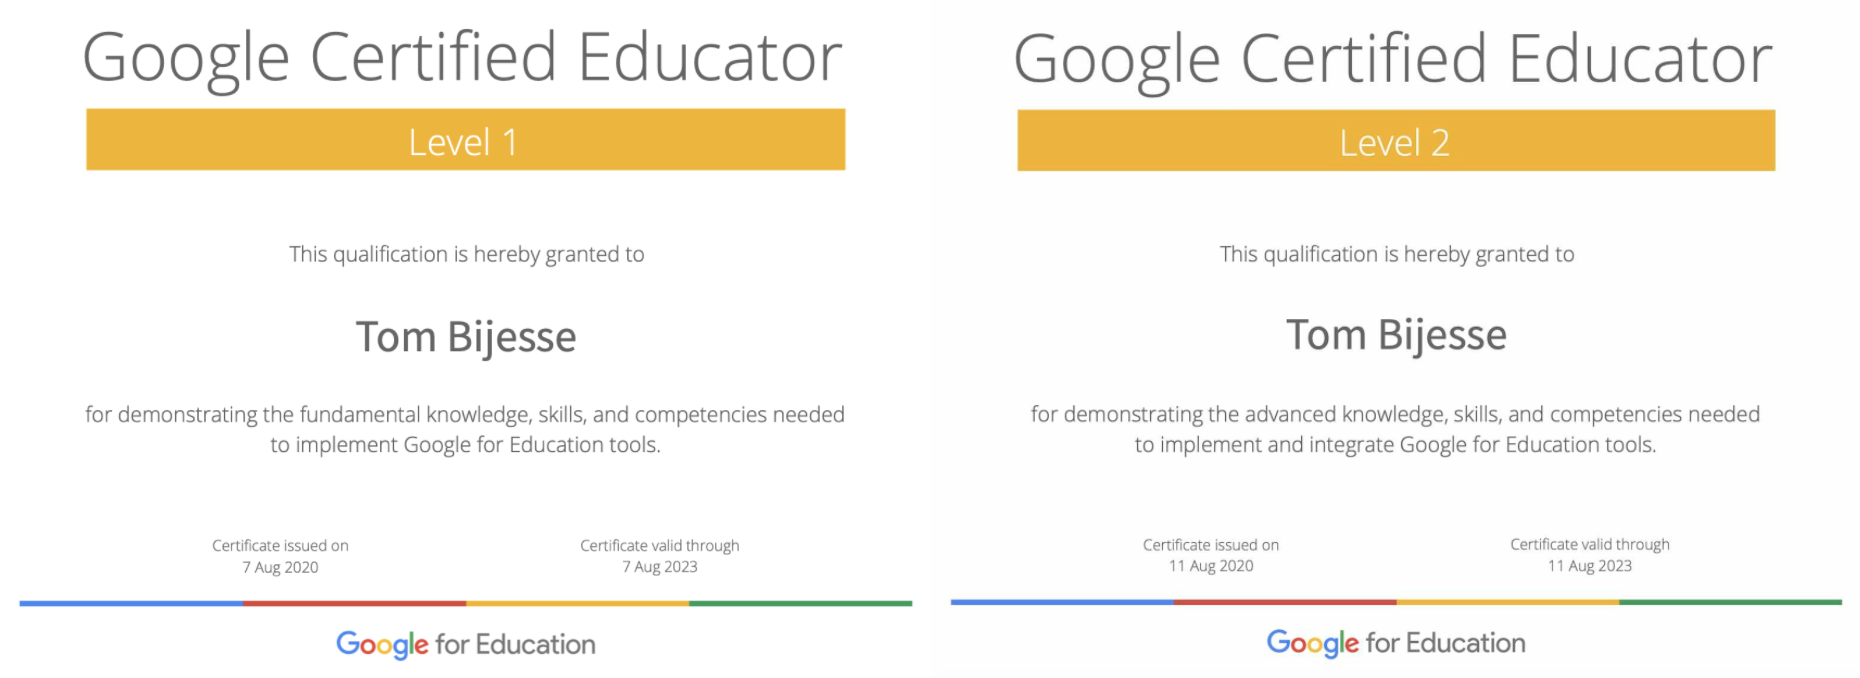 Google Certified Educator
Level 1
This qualification is hereby granted to
Tom Bijesse
for demonstrating the fundamental knowledge, skills, and competencies needed
to implement Google for Education tools.
Certificate issued on
7 Aug 2020
Certificate valid through
7 Aug 2023
Google for Education
Google Certified Educator
Level 2
This qualification is hereby granted to
Tom Bijesse
for demonstrating the advanced knowledge, skills, and competencies needed
to implement and integrate Google for Education tools.
Certificate issued on
11 Aug 2020
Certificate valid through
11 Aug 2023
Google for Education